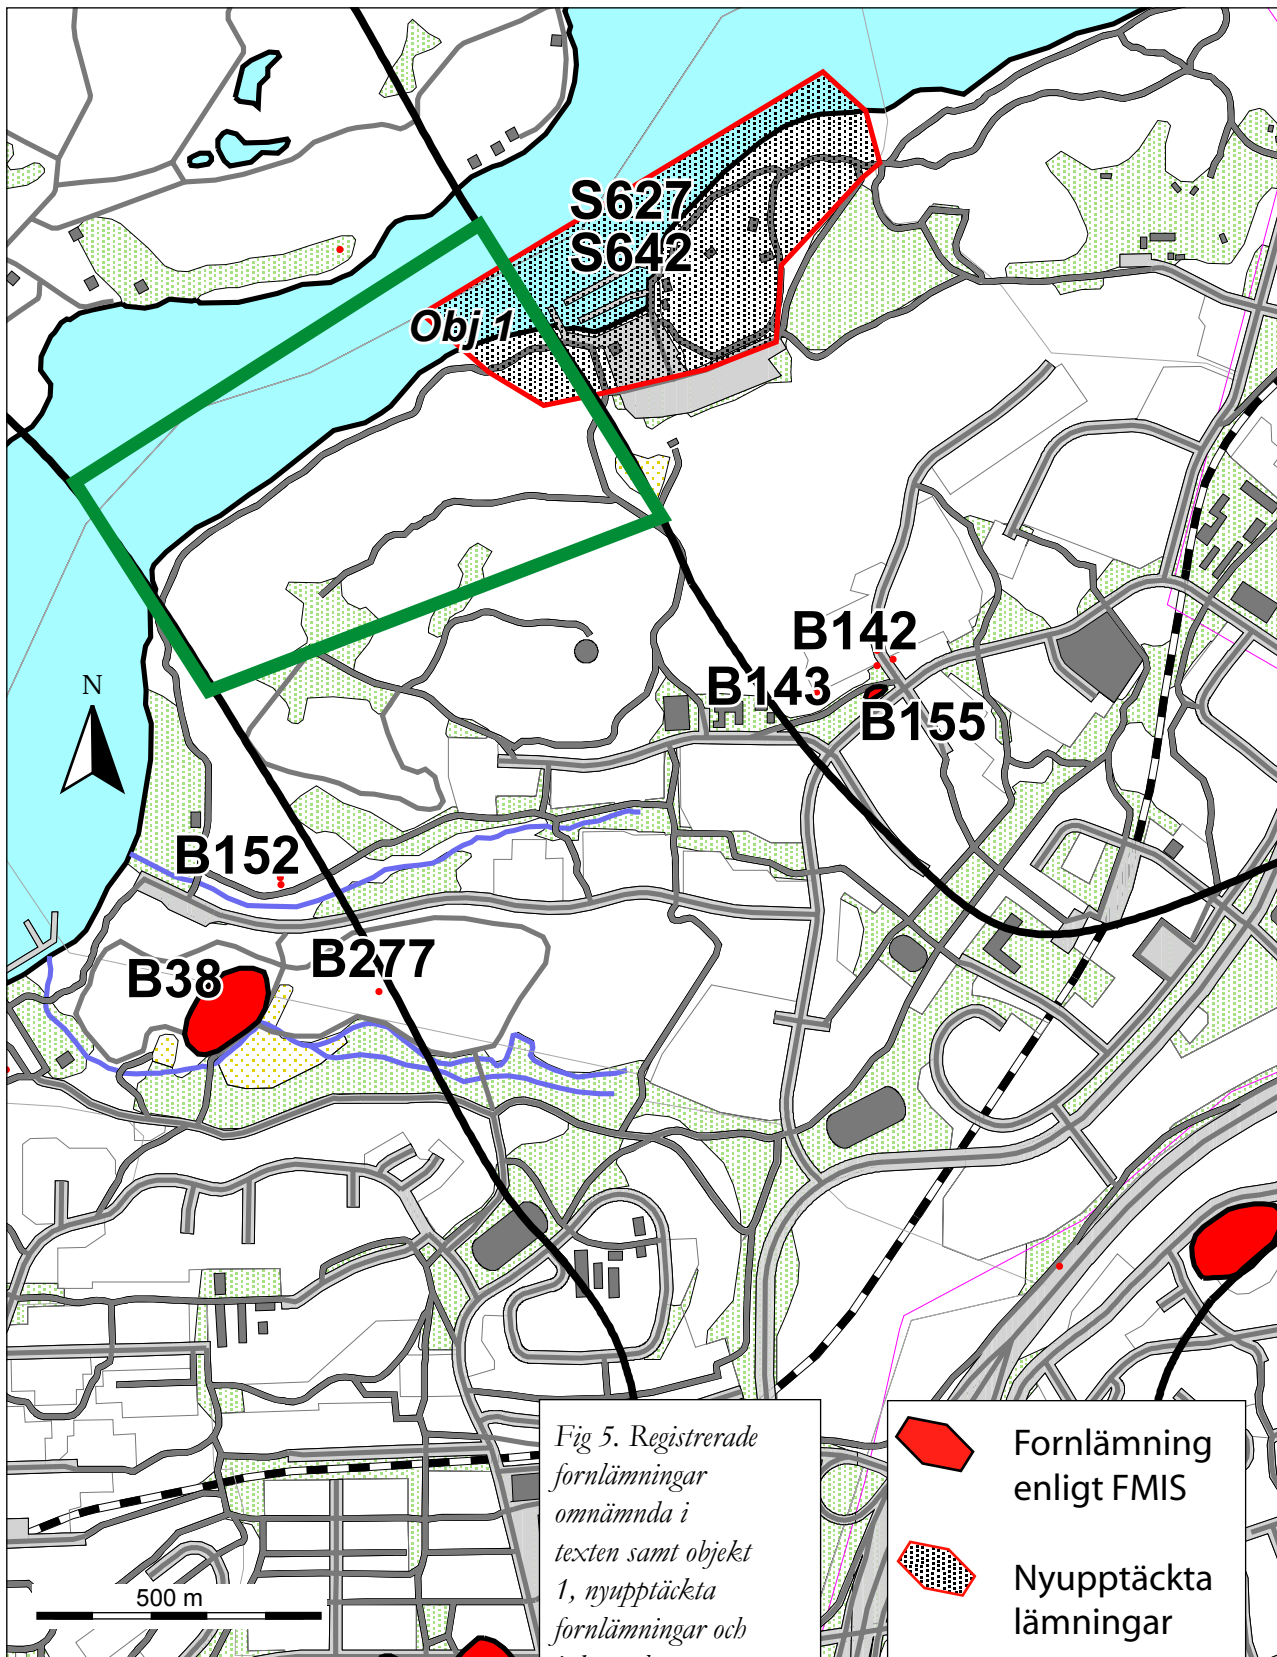 S627
S642
Obj 1
B142
B143
B155
N
B152
B277
B38
500 m
Fig 5. Registrerade
fornlämningar
omnämnda i
texten samt objekt
1, nyupptäckta
fornlämningar och
Fornlämning
enligt FMIS
Nyupptäckta
lämningar